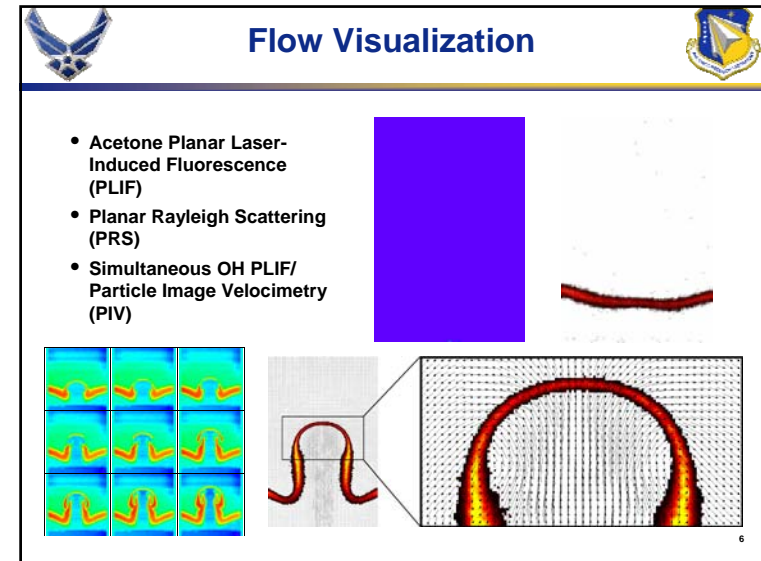 Flow Visualization
• Acetone Planar Laser-
Induced Fluorescence
(PLIF)
• Planar Rayleigh Scattering
(PRS)
• Simultaneous OH PLIF/
Particle Image Velocimetry
(PIV)
6